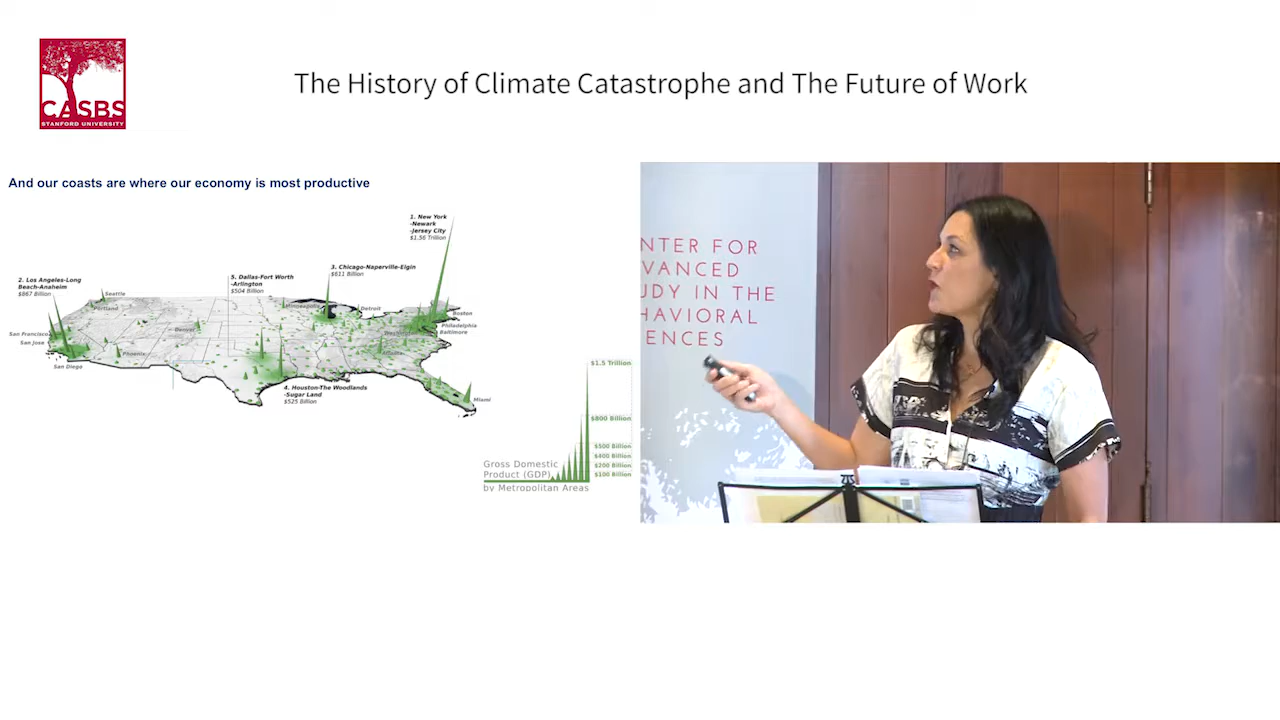 CASBS
STANFORD UNIVERSITY
The History of Climate Catastrophe and The Future of Work
And our coasts are where our economy is most productive
1. New York
-Newark
-Jersey City
$1.56 Trillion
2. Los Angeles-Long
Beach-Anaheim
$867 Billion
5. Dallas-Fort Worth
-Arlington
$504 Billion
3. Chicago-Naperville-Elgin
$611 Billion
Seattle
Portland
Minneapolis
Detroit
Boston
Philadelphia
Baltimore
Washington
San Francisco
San Jose
Denver
Phoenix
Atlanta
San Diego
4. Houston-The Woodlands
-Sugar Land
$525 Billion
Miami
$1.5 Trillion
$800 Billion
$500 Billion
$400 Billion
$200 Billion
$100 Billion
Gross Domestic
Product (GDP)
by Metropolitan Areas
NTER FOR
VANCED
UDY IN THE
HAVIORAL
ENCES